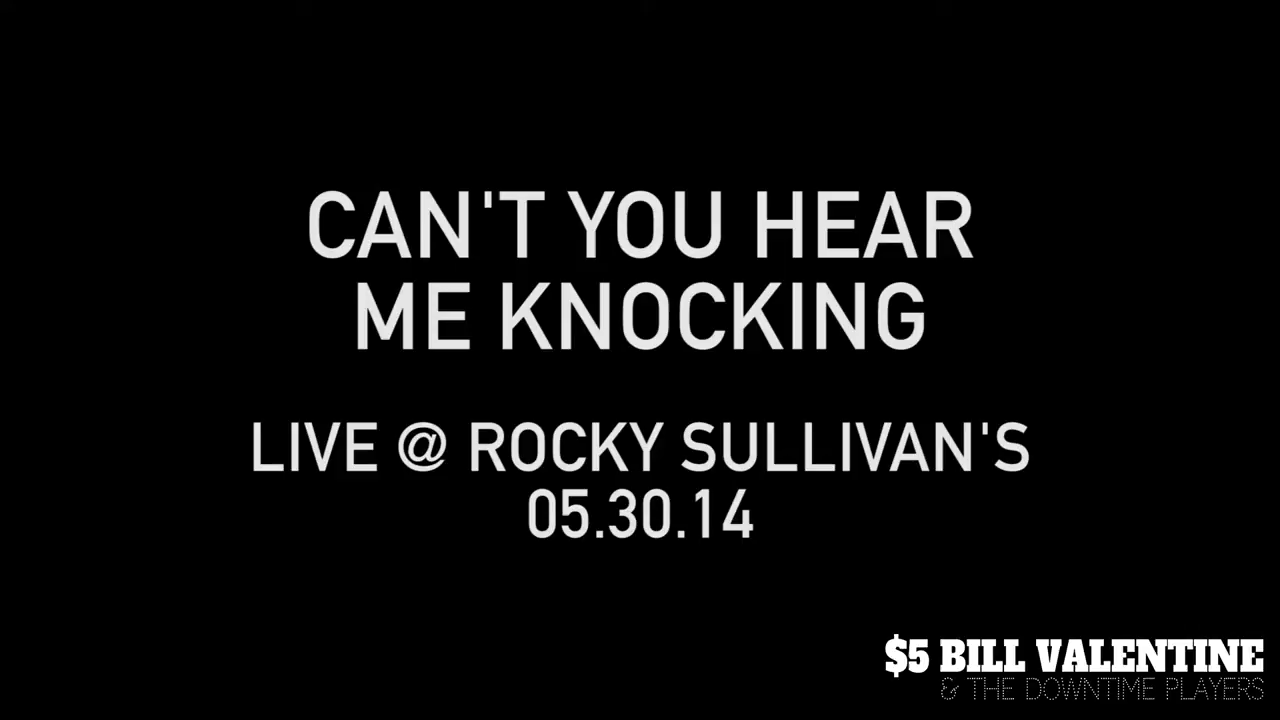 CAN'T YOU HEAR
ME KNOCKING
LIVE @ ROCKY SULLIVAN'S
05.30.14
$5 BILL VALENTINE
& THE DOWNTIME PLAYERS